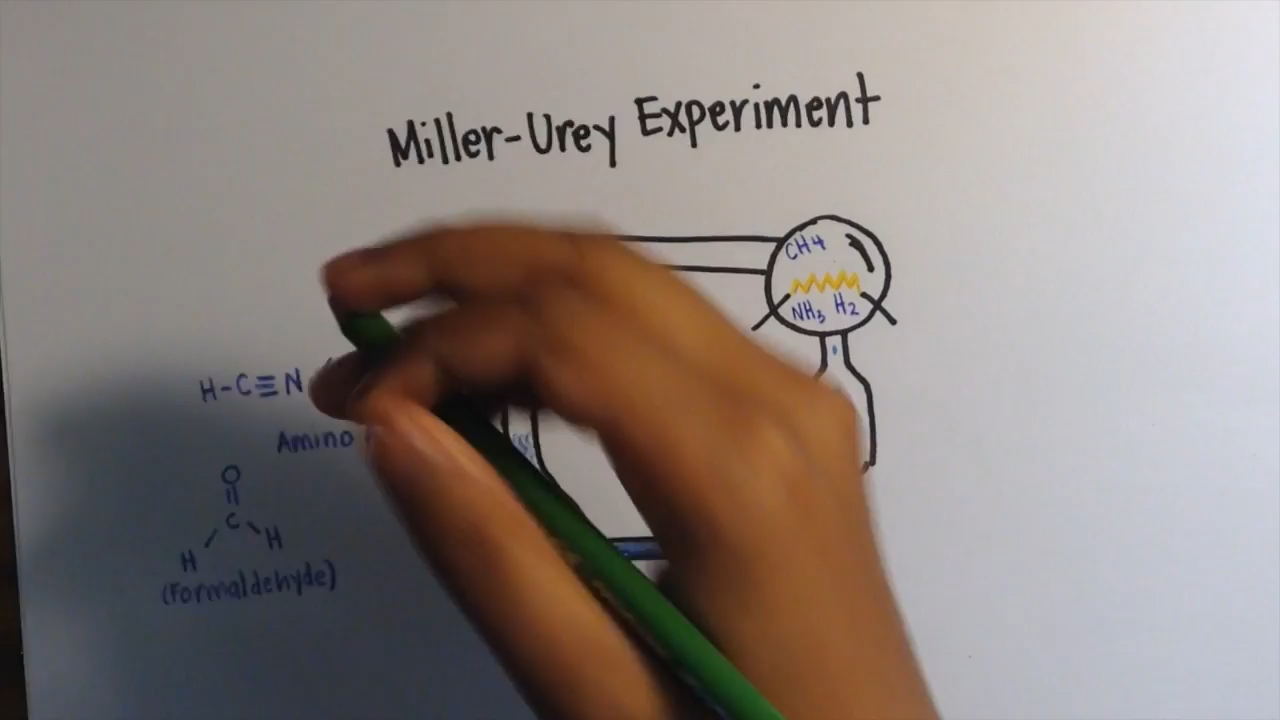 Miller-Urey Experiment
CH4
NH3 H2
H-C≡N
Amino
O
C
H H
(Formaldehyde)